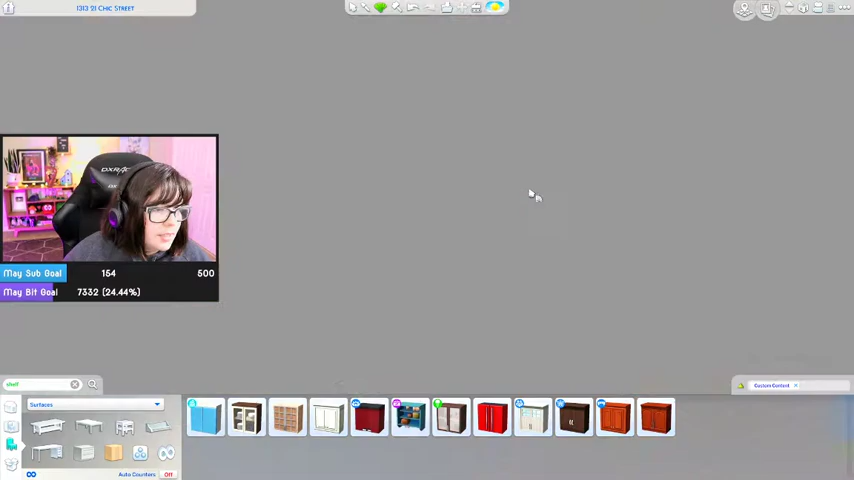 1313 21 Chic Street
DXRACER
May Sub Goal 154 500
May Bit Goal 7332 (24.44%)
shelf
Custom Content
Surfaces
Auto Counters Off